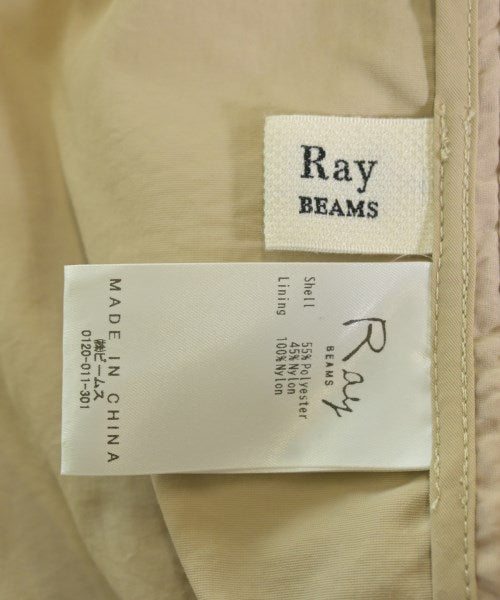 Ray
BEAMS
Ray
BEAMS
Shell 55% Polyester
45% Nylon
Lining 100% Nylon
MADE IN CHINA
㈱ビームス
0120-011-301